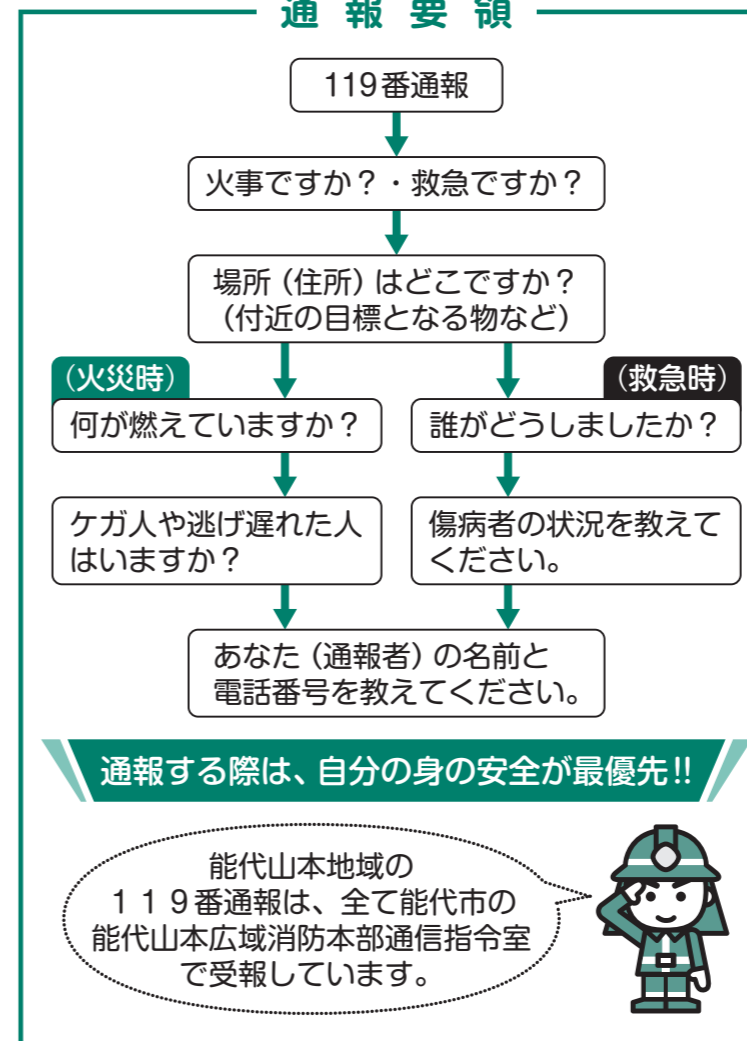 通報要領
119番通報
火事ですか？・救急ですか？
場所（住所）はどこですか？
（付近の目標となる物など）
（火災時）
何が燃えていますか？
ケガ人や逃げ遅れた人
はいますか？
（救急時）
誰がどうしましたか？
傷病者の状況を教えて
ください。
あなた（通報者）の名前と
電話番号を教えてください。
通報する際は、自分の身の安全が最優先!!
能代山本地域の
１１９番通報は、全て能代市の
能代山本広域消防本部通信指令室
で受報しています。